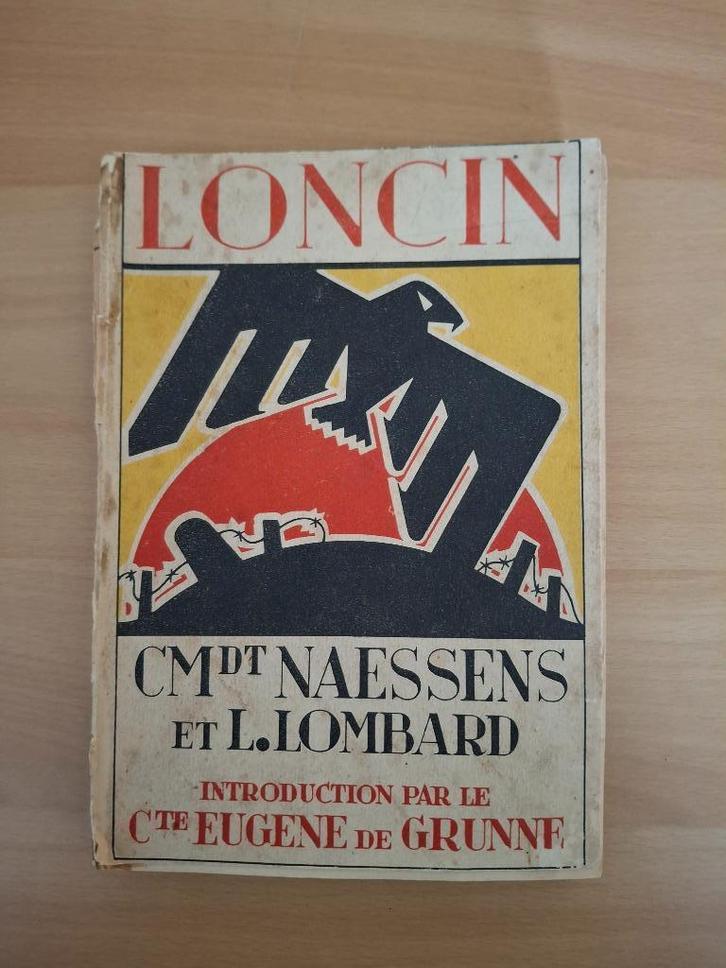 LONCIN
CMDT NAESSENS
ET L. LOMBARD
INTRODUCTION PAR LE
CTE EUGENE DE GRUNNE